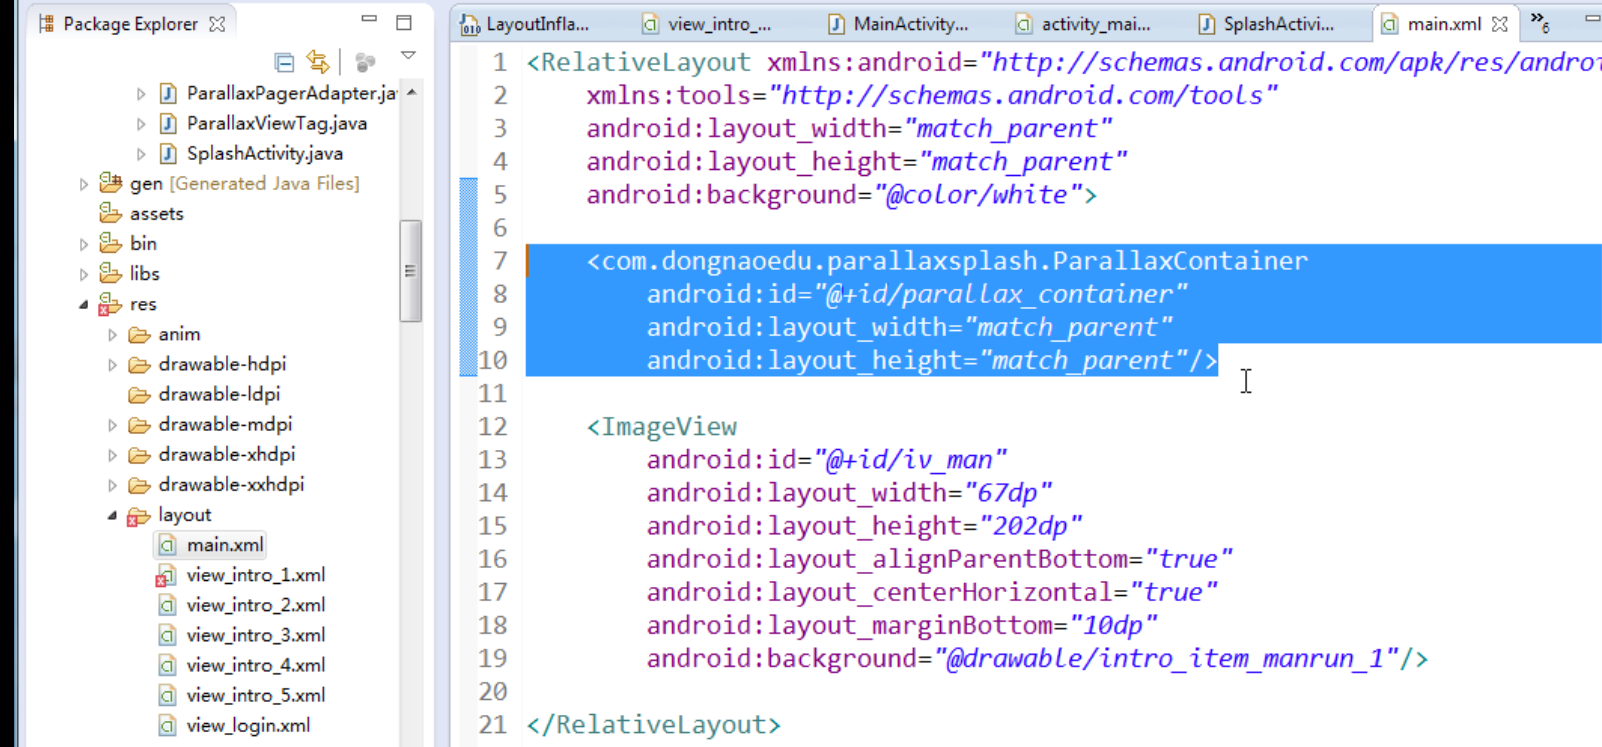 Package Explorer
ParallaxPagerAdapter.ja
ParallaxViewTag.java
SplashActivity.java
gen [Generated Java Files]
assets
bin
libs
res
anim
drawable-hdpi
drawable-ldpi
drawable-mdpi
drawable-xhdpi
drawable-xxhdpi
layout
main.xml
view_intro_1.xml
view_intro_2.xml
view_intro_3.xml
view_intro_4.xml
view_intro_5.xml
view_login.xml
LayoutInfla... view_intro_... MainActivity... activity_mai... SplashActivi... main.xml » 6
1 <RelativeLayout xmlns:android="http://schemas.android.com/apk/res/androi
2 xmlns:tools="http://schemas.android.com/tools"
3 android:layout_width="match_parent"
4 android:layout_height="match_parent"
5 android:background="@color/white">
6
7 <com.dongnaoedu.parallaxsplash.ParallaxContainer
8 android:id="@+id/parallax_container"
9 android:layout_width="match_parent"
10 android:layout_height="match_parent"/>
11
12 <ImageView
13 android:id="@+id/iv_man"
14 android:layout_width="67dp"
15 android:layout_height="202dp"
16 android:layout_alignParentBottom="true"
17 android:layout_centerHorizontal="true"
18 android:layout_marginBottom="10dp"
19 android:background="@drawable/intro_item_manrun_1"/>
20
21 </RelativeLayout>